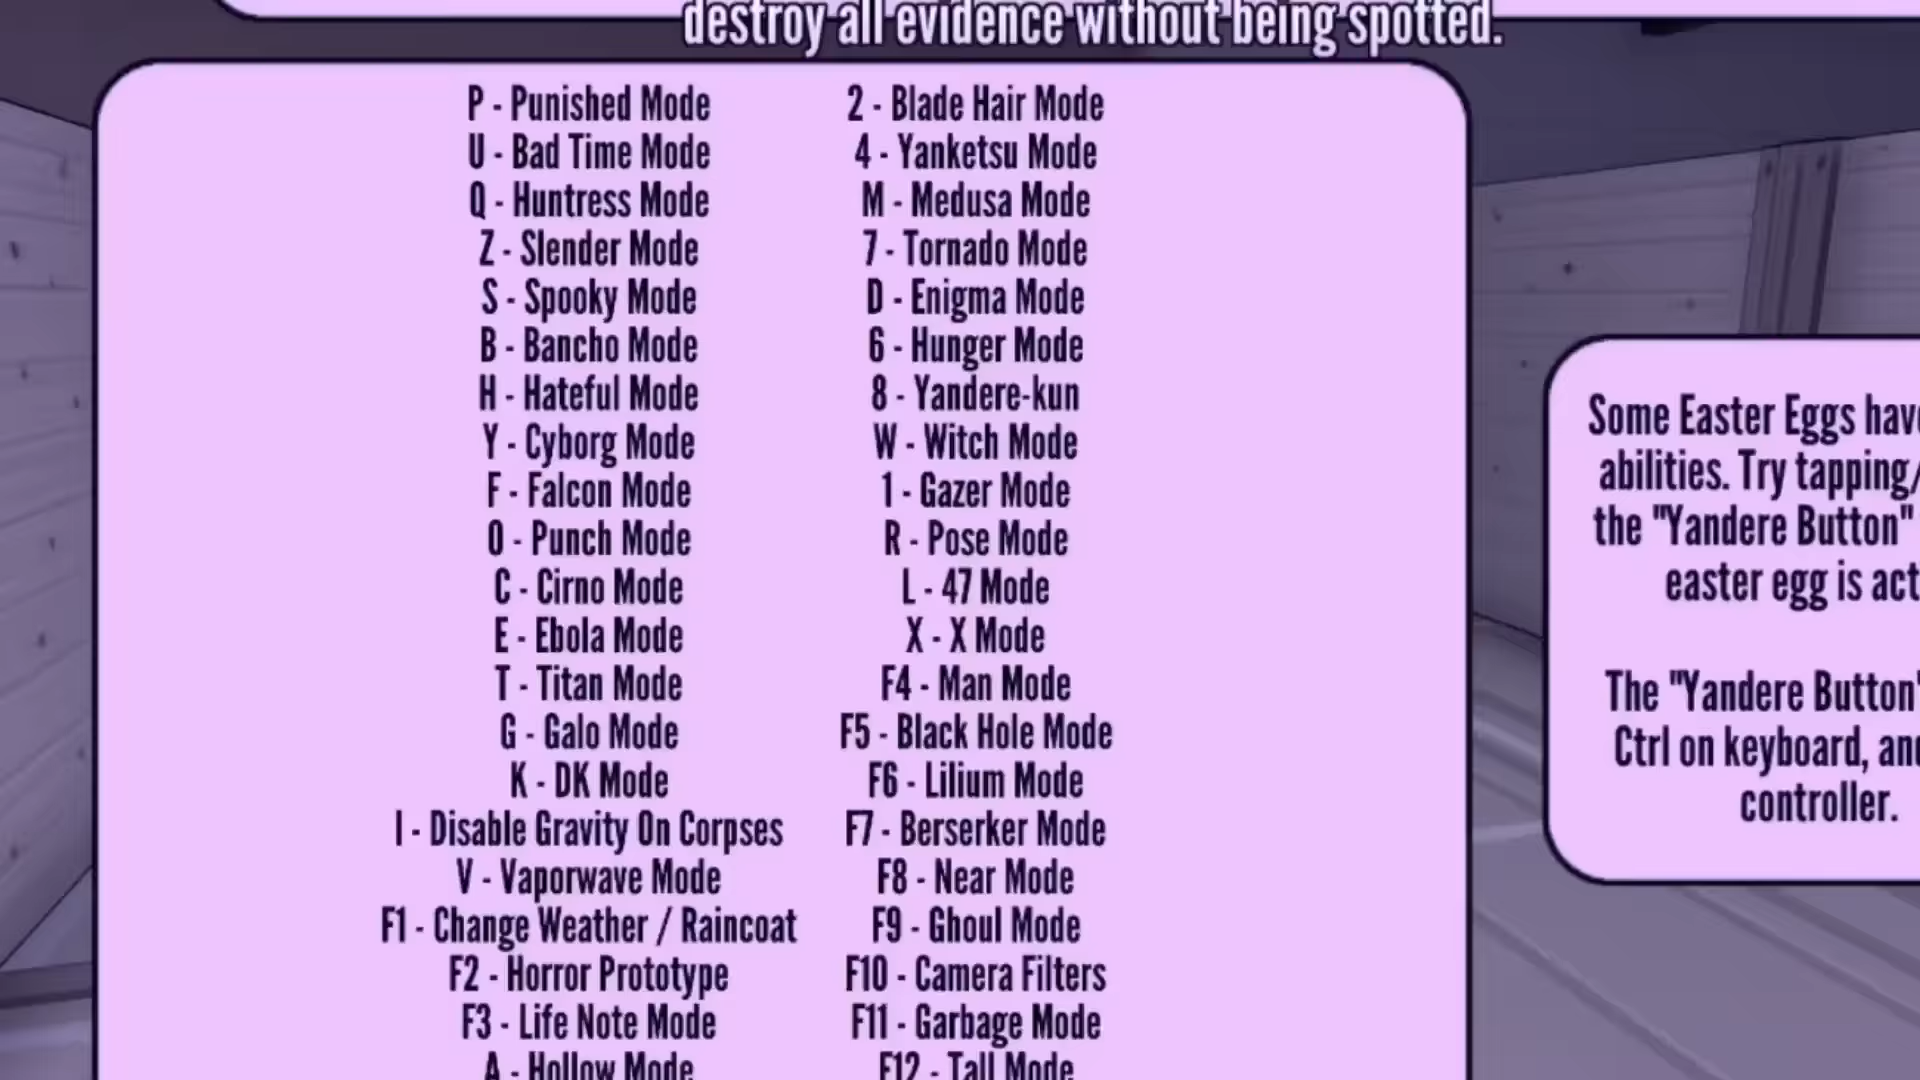 destroy all evidence without being spotted.
P - Punished Mode
U - Bad Time Mode
Q - Huntress Mode
Z - Slender Mode
S - Spooky Mode
B - Bancho Mode
H - Hateful Mode
Y - Cyborg Mode
F - Falcon Mode
O - Punch Mode
C - Cirno Mode
E - Ebola Mode
T - Titan Mode
G - Galo Mode
K - DK Mode
I - Disable Gravity On Corpses
V - Vaporwave Mode
F1 - Change Weather / Raincoat
F2 - Horror Prototype
F3 - Life Note Mode
A - Hollow Mode
2 - Blade Hair Mode
4 - Yanketsu Mode
M - Medusa Mode
7 - Tornado Mode
D - Enigma Mode
6 - Hunger Mode
8 - Yandere-kun
W - Witch Mode
1 - Gazer Mode
R - Pose Mode
L - 47 Mode
X - X Mode
F4 - Man Mode
F5 - Black Hole Mode
F6 - Lilium Mode
F7 - Berserker Mode
F8 - Near Mode
F9 - Ghoul Mode
F10 - Camera Filters
F11 - Garbage Mode
F12 - Tall Mode
Some Easter Eggs have
abilities. Try tapping/
the "Yandere Button"
easter egg is act
The "Yandere Button"
Ctrl on keyboard, and
controller.